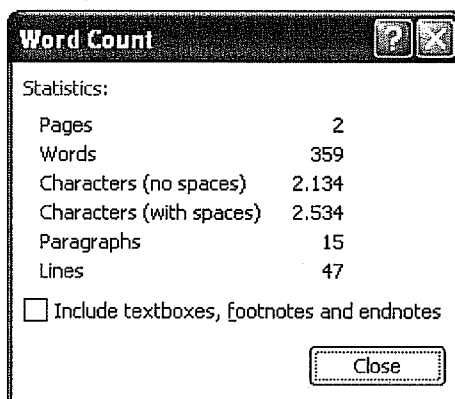 Word Count
Statistics:
Pages 2
Words 359
Characters (no spaces) 2.134
Characters (with spaces) 2.534
Paragraphs 15
Lines 47
Include textboxes, footnotes and endnotes
Close